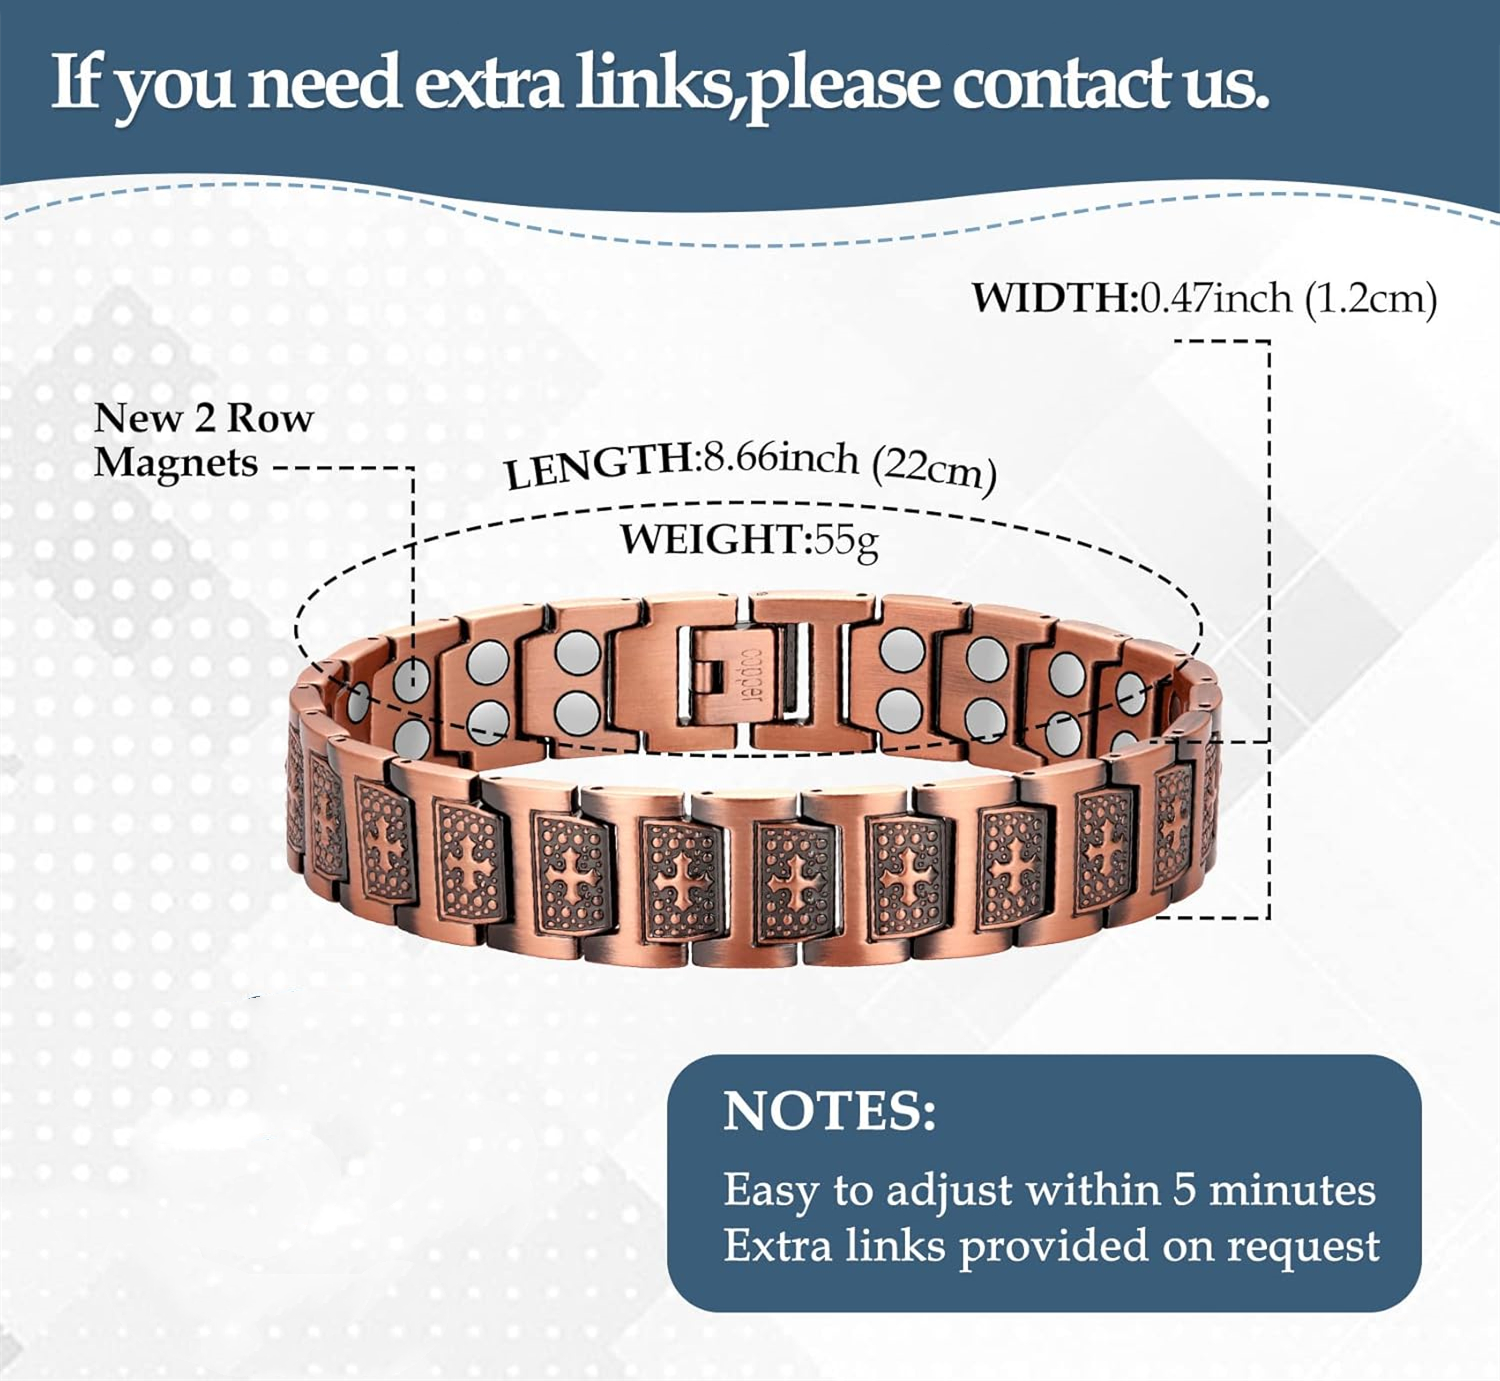 If you need extra links,please contact us.
WIDTH:0.47inch (1.2cm)
New 2 Row
Magnets
LENGTH:8.66inch (22cm)
WEIGHT:55g
copper
NOTES:
Easy to adjust within 5 minutes
Extra links provided on request